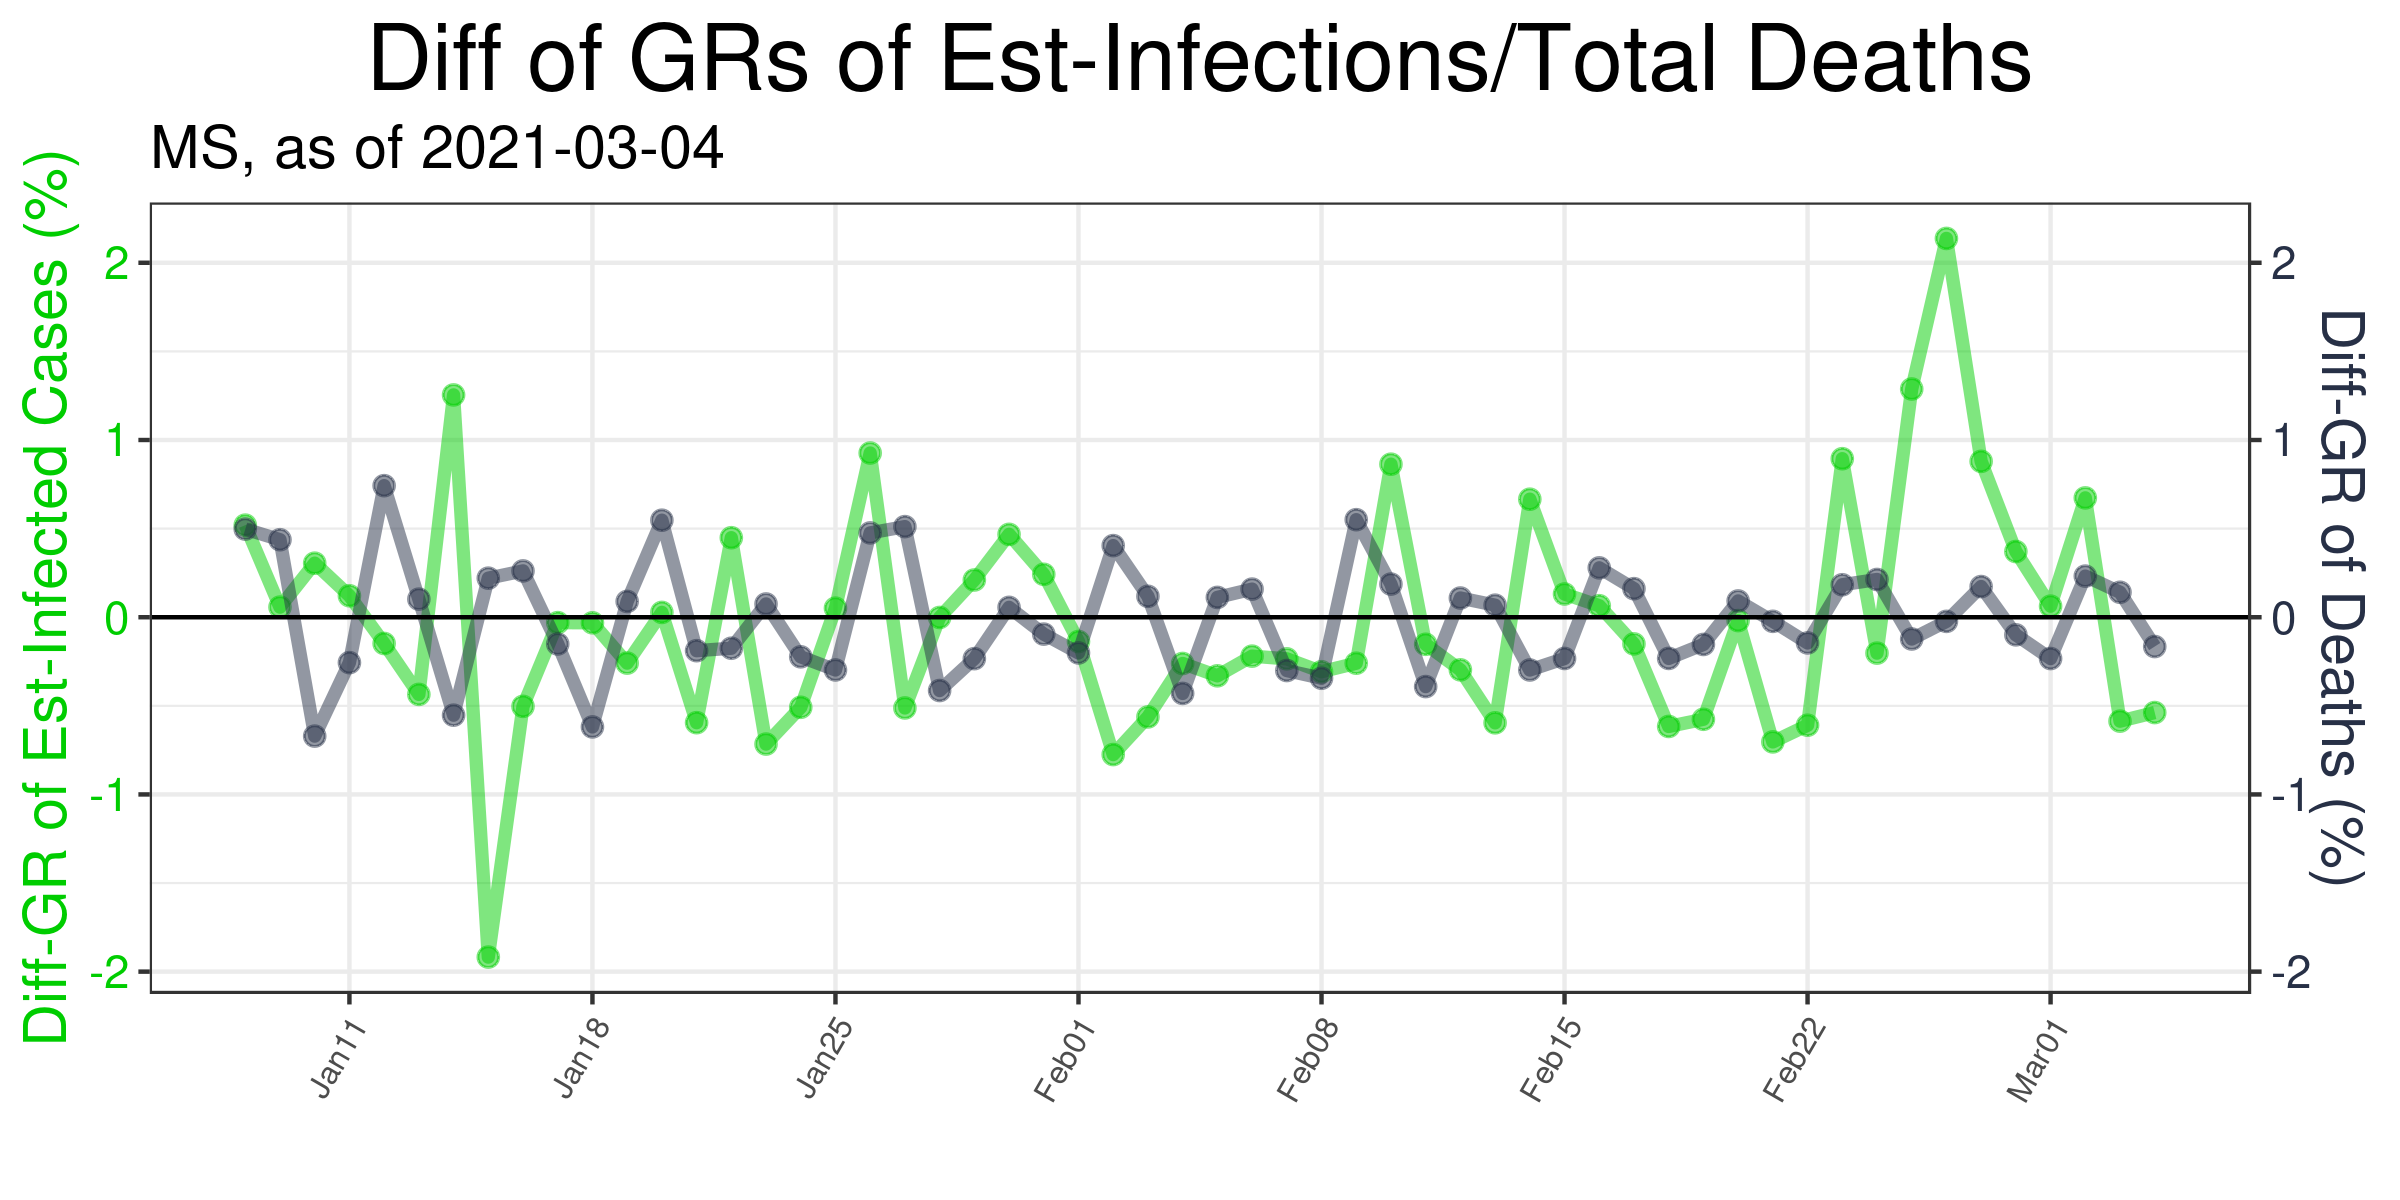 Diff of GRs of Est-Infections/Total Deaths
MS, as of 2021-03-04
Diff-GR of Est-Infected Cases (%)
2
1
0
-1
-2
2
1
0
-1
-2
Diff-GR of Deaths (%)
Jan11
Jan18
Jan25
Feb01
Feb08
Feb15
Feb22
Mar01